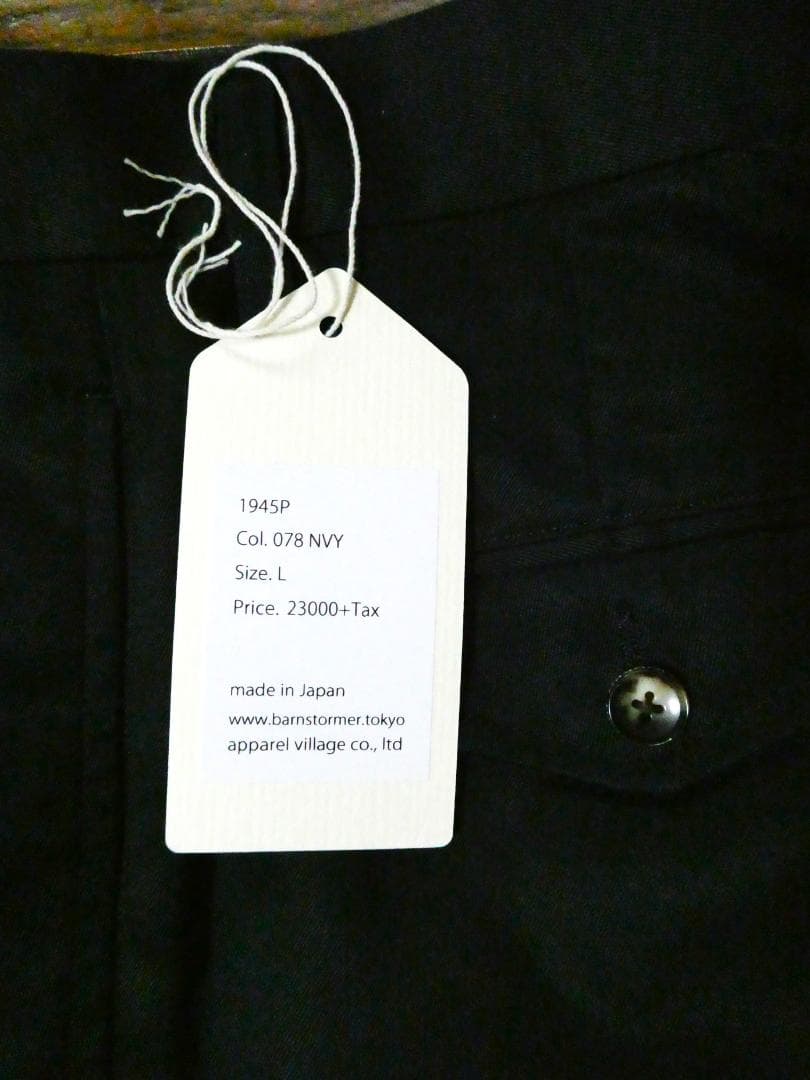 1945P
Col. 078 NVY
Size. L
Price. 23000+Tax
made in Japan
www.barnstormer.tokyo
apparel village co., ltd